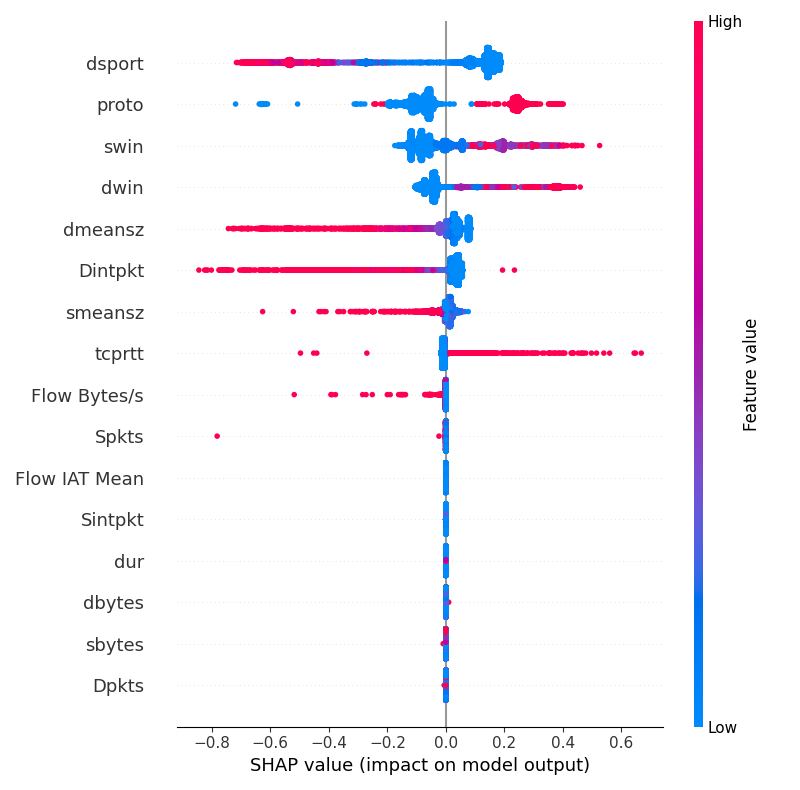 High
dsport
proto
swin
dwin
dmeansz
Dintpkt
smeansz
tcprtt
Flow Bytes/s
Spkts
Flow IAT Mean
Sintpkt
dur
dbytes
sbytes
Dpkts
Feature value
Low
−0.8 −0.6 −0.4 −0.2 0.0 0.2 0.4 0.6
SHAP value (impact on model output)